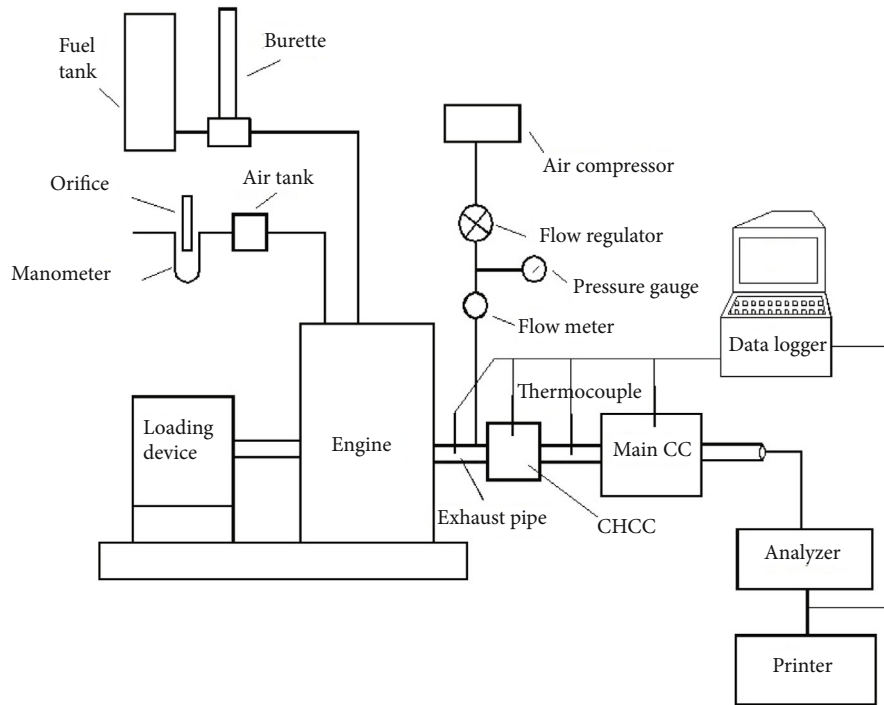 Fuel
tank
Burette
Orifice
Air tank
Manometer
Air compressor
Flow regulator
Pressure gauge
Flow meter
Data logger
Thermocouple
Loading
device
Engine
Main CC
Exhaust pipe
CHCC
Analyzer
Printer